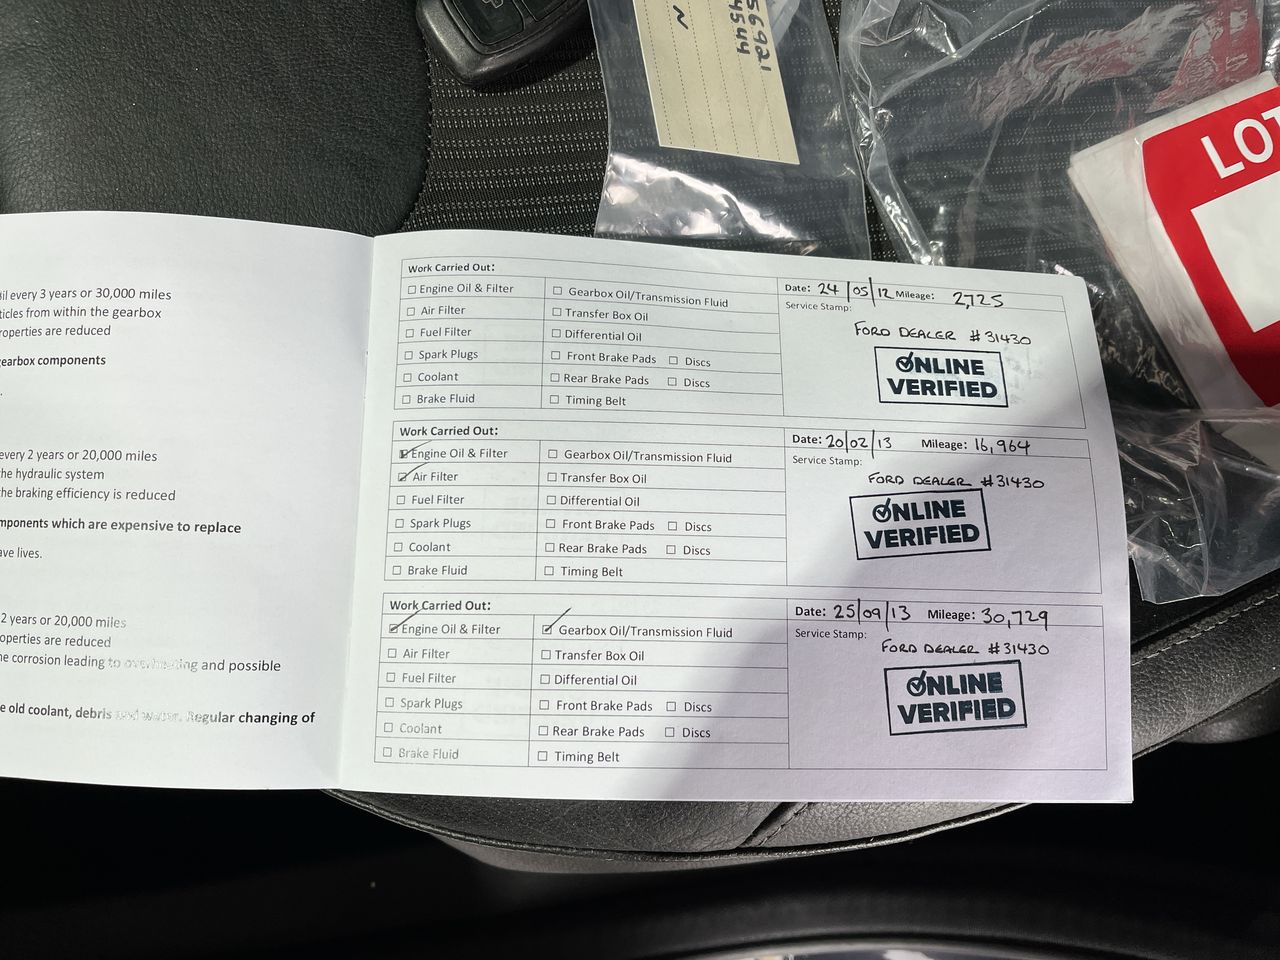 56921
4544
N
LOT
il every 3 years or 30,000 miles
ticles from within the gearbox
roperties are reduced
earbox components
every 2 years or 20,000 miles
the hydraulic system
the braking efficiency is reduced
mponents which are expensive to replace
ave lives.
2 years or 20,000 miles
operties are reduced
ne corrosion leading to overheating and possible
e old coolant, debris and water. Regular changing of
Work Carried Out:
☐ Engine Oil & Filter ☐ Gearbox Oil/Transmission Fluid
☐ Air Filter ☐ Transfer Box Oil
☐ Fuel Filter ☐ Differential Oil
☐ Spark Plugs ☐ Front Brake Pads ☐ Discs
☐ Coolant ☐ Rear Brake Pads ☐ Discs
☐ Brake Fluid ☐ Timing Belt
Date: 24/05/12 Mileage: 2,725
Service Stamp:
FORD DEALER #31430
ONLINE
VERIFIED
Work Carried Out:
☑ Engine Oil & Filter ☐ Gearbox Oil/Transmission Fluid
☑ Air Filter ☐ Transfer Box Oil
☐ Fuel Filter ☐ Differential Oil
☐ Spark Plugs ☐ Front Brake Pads ☐ Discs
☐ Coolant ☐ Rear Brake Pads ☐ Discs
☐ Brake Fluid ☐ Timing Belt
Date: 20/02/13 Mileage: 16,964
Service Stamp:
FORD DEALER #31430
ONLINE
VERIFIED
Work Carried Out:
☑ Engine Oil & Filter ☑ Gearbox Oil/Transmission Fluid
☐ Air Filter ☐ Transfer Box Oil
☐ Fuel Filter ☐ Differential Oil
☐ Spark Plugs ☐ Front Brake Pads ☐ Discs
☐ Coolant ☐ Rear Brake Pads ☐ Discs
☐ Brake Fluid ☐ Timing Belt
Date: 25/09/13 Mileage: 30,729
Service Stamp:
FORD DEALER #31430
ONLINE
VERIFIED